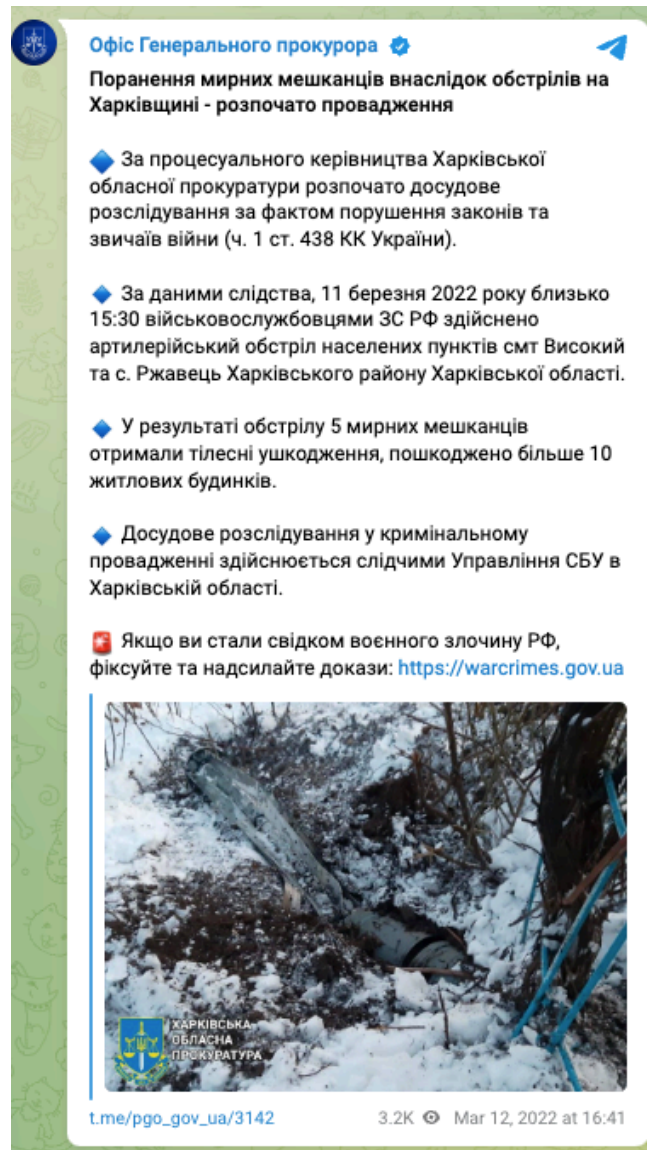 Офіс Генерального прокурора
Поранення мирних мешканців внаслідок обстрілів на
Харківщині - розпочато провадження
За процесуального керівництва Харківської
обласної прокуратури розпочато досудове
розслідування за фактом порушення законів та
звичаїв війни (ч. 1 ст. 438 КК України).
За даними слідства, 11 березня 2022 року близько
15:30 військовослужбовцями ЗС РФ здійснено
артилерійський обстріл населених пунктів смт Високий
та с. Ржавець Харківського району Харківської області.
У результаті обстрілу 5 мирних мешканців
отримали тілесні ушкодження, пошкоджено більше 10
житлових будинків.
Досудове розслідування у кримінальному
провадженні здійснюється слідчими Управління СБУ в
Харківській області.
Якщо ви стали свідком воєнного злочину РФ,
фіксуйте та надсилайте докази: https://warcrimes.gov.ua
ХАРКІВСЬКА
ОБЛАСНА
ПРОКУРАТУРА
t.me/pgo_gov_ua/3142 3.2K Mar 12, 2022 at 16:41